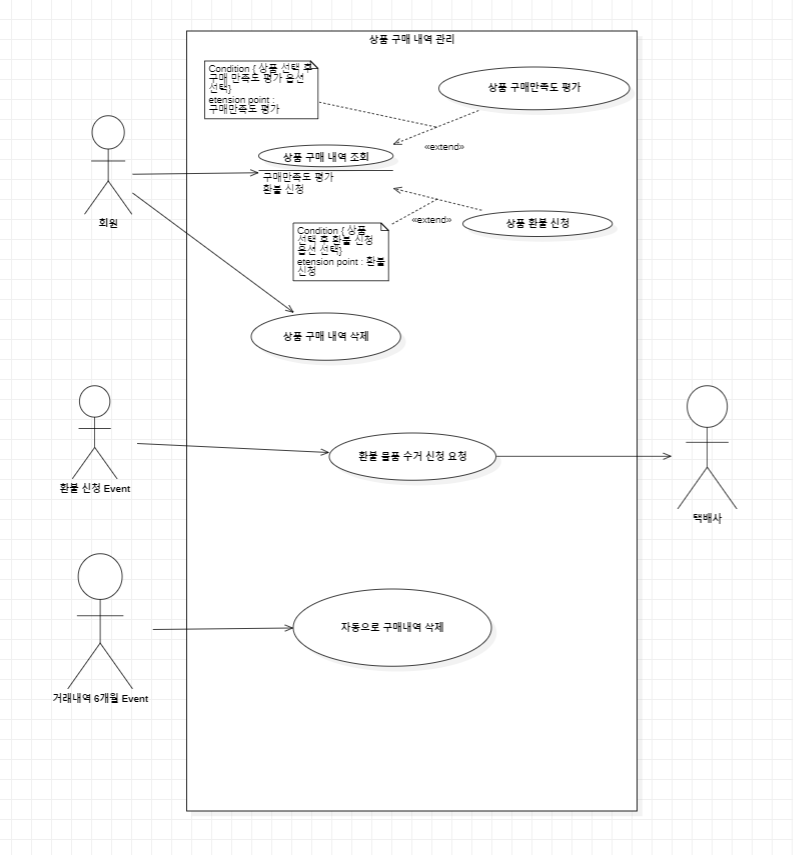 상품 구매 내역 관리
Condition { 상품 선택 후
구매 만족도 평가 옵션
선택}
etension point :
구매만족도 평가
상품 구매만족도 평가
«extend»
상품 구매 내역 조회
구매만족도 평가
환불 신청
회원
«extend»
상품 환불 신청
Condition { 상품
선택 후 환불 신청
옵션 선택}
etension point : 환불
신청
상품 구매 내역 삭제
환불 신청 Event
환불 물품 수거 신청 요청
택배사
자동으로 구매내역 삭제
거래내역 6개월 Event